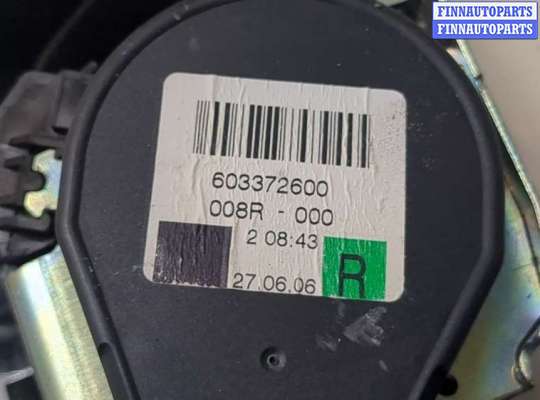 FINNAUTOPARTS
FINNAUTOPARTS
603372600
008R - 000
2 08:43
27.06.06
R